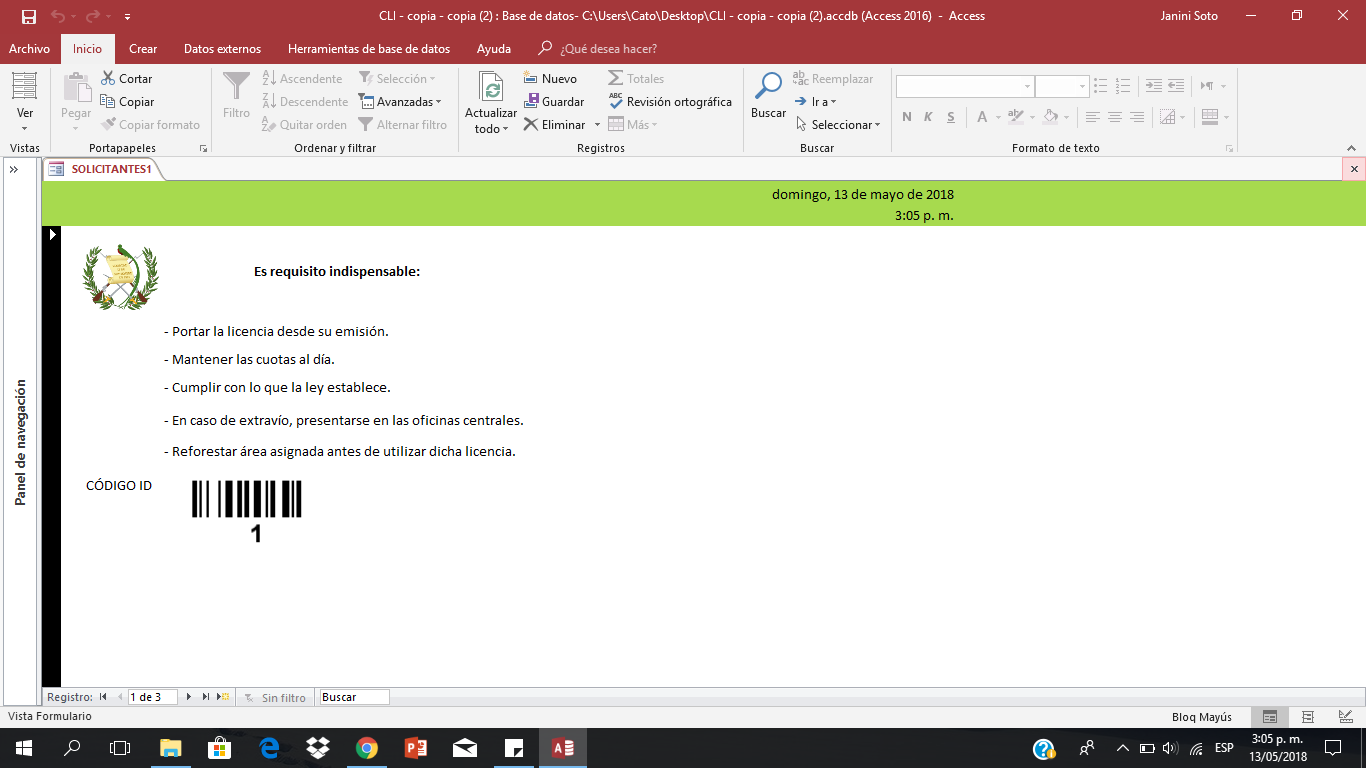 CLI - copia - copia (2) : Base de datos- C:\Users\Cato\Desktop\CLI - copia - copia (2).accdb (Access 2016) - Access
Janini Soto
Archivo Inicio Crear Datos externos Herramientas de base de datos Ayuda ¿Qué desea hacer?
Ver
Pegar
Cortar
Copiar
Copiar formato
Filtro
Ascendente
Descendente
Quitar orden
Selección
Avanzadas
Alternar filtro
Actualizar
todo
Nuevo
Guardar
Eliminar
Totales
Revisión ortográfica
Más
Buscar
Reemplazar
Ir a
Seleccionar
N K S A
Vistas Portapapeles Ordenar y filtrar Registros Buscar Formato de texto
SOLICITANTES1
Panel de navegación
domingo, 13 de mayo de 2018
3:05 p. m.
Es requisito indispensable:
- Portar la licencia desde su emisión.
- Mantener las cuotas al día.
- Cumplir con lo que la ley establece.
- En caso de extravío, presentarse en las oficinas centrales.
- Reforestar área asignada antes de utilizar dicha licencia.
CÓDIGO ID
1
Registro: 1 de 3 Sin filtro Buscar
Vista Formulario
Bloq Mayús
ESP
3:05 p. m.
13/05/2018